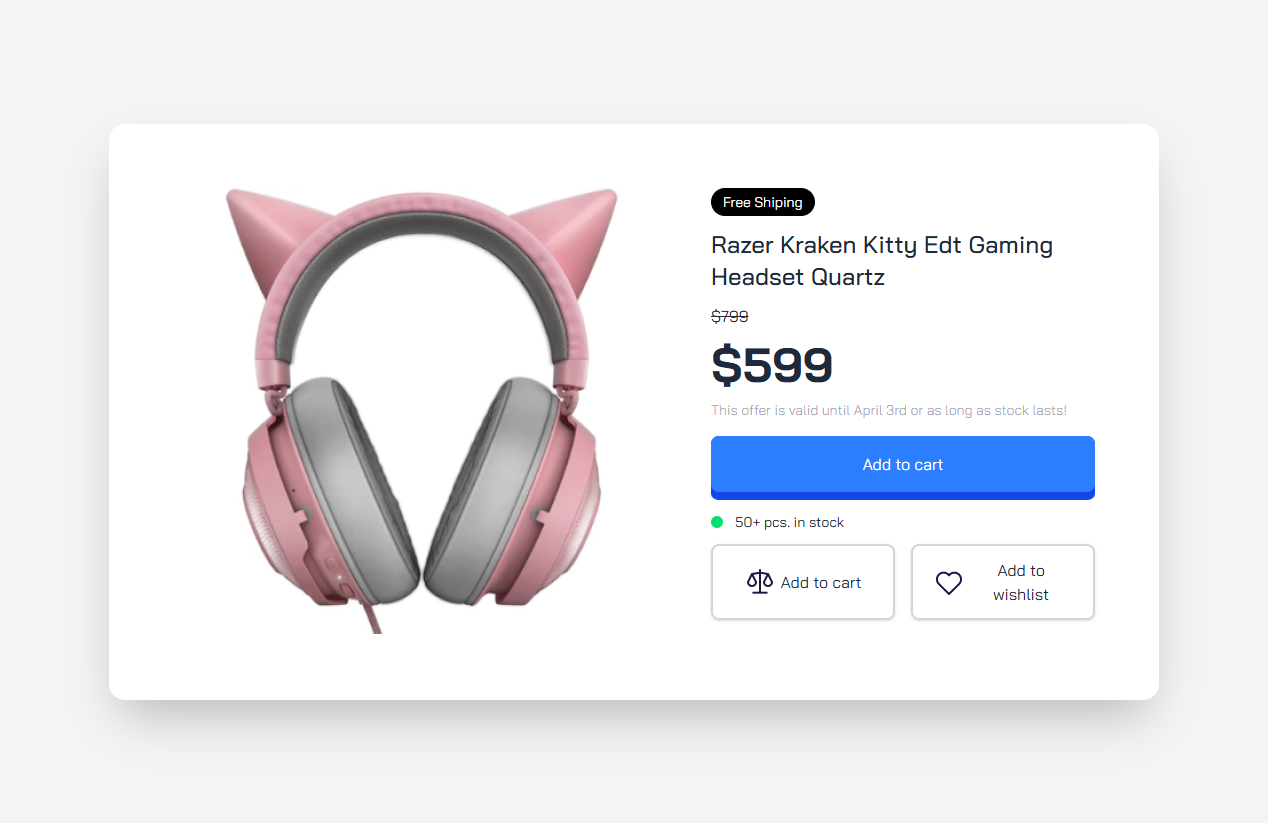 Free Shiping
Razer Kraken Kitty Edt Gaming
Headset Quartz
$799
$599
This offer is valid until April 3rd or as long as stock lasts!
Add to cart
50+ pcs. in stock
Add to cart
Add to
wishlist